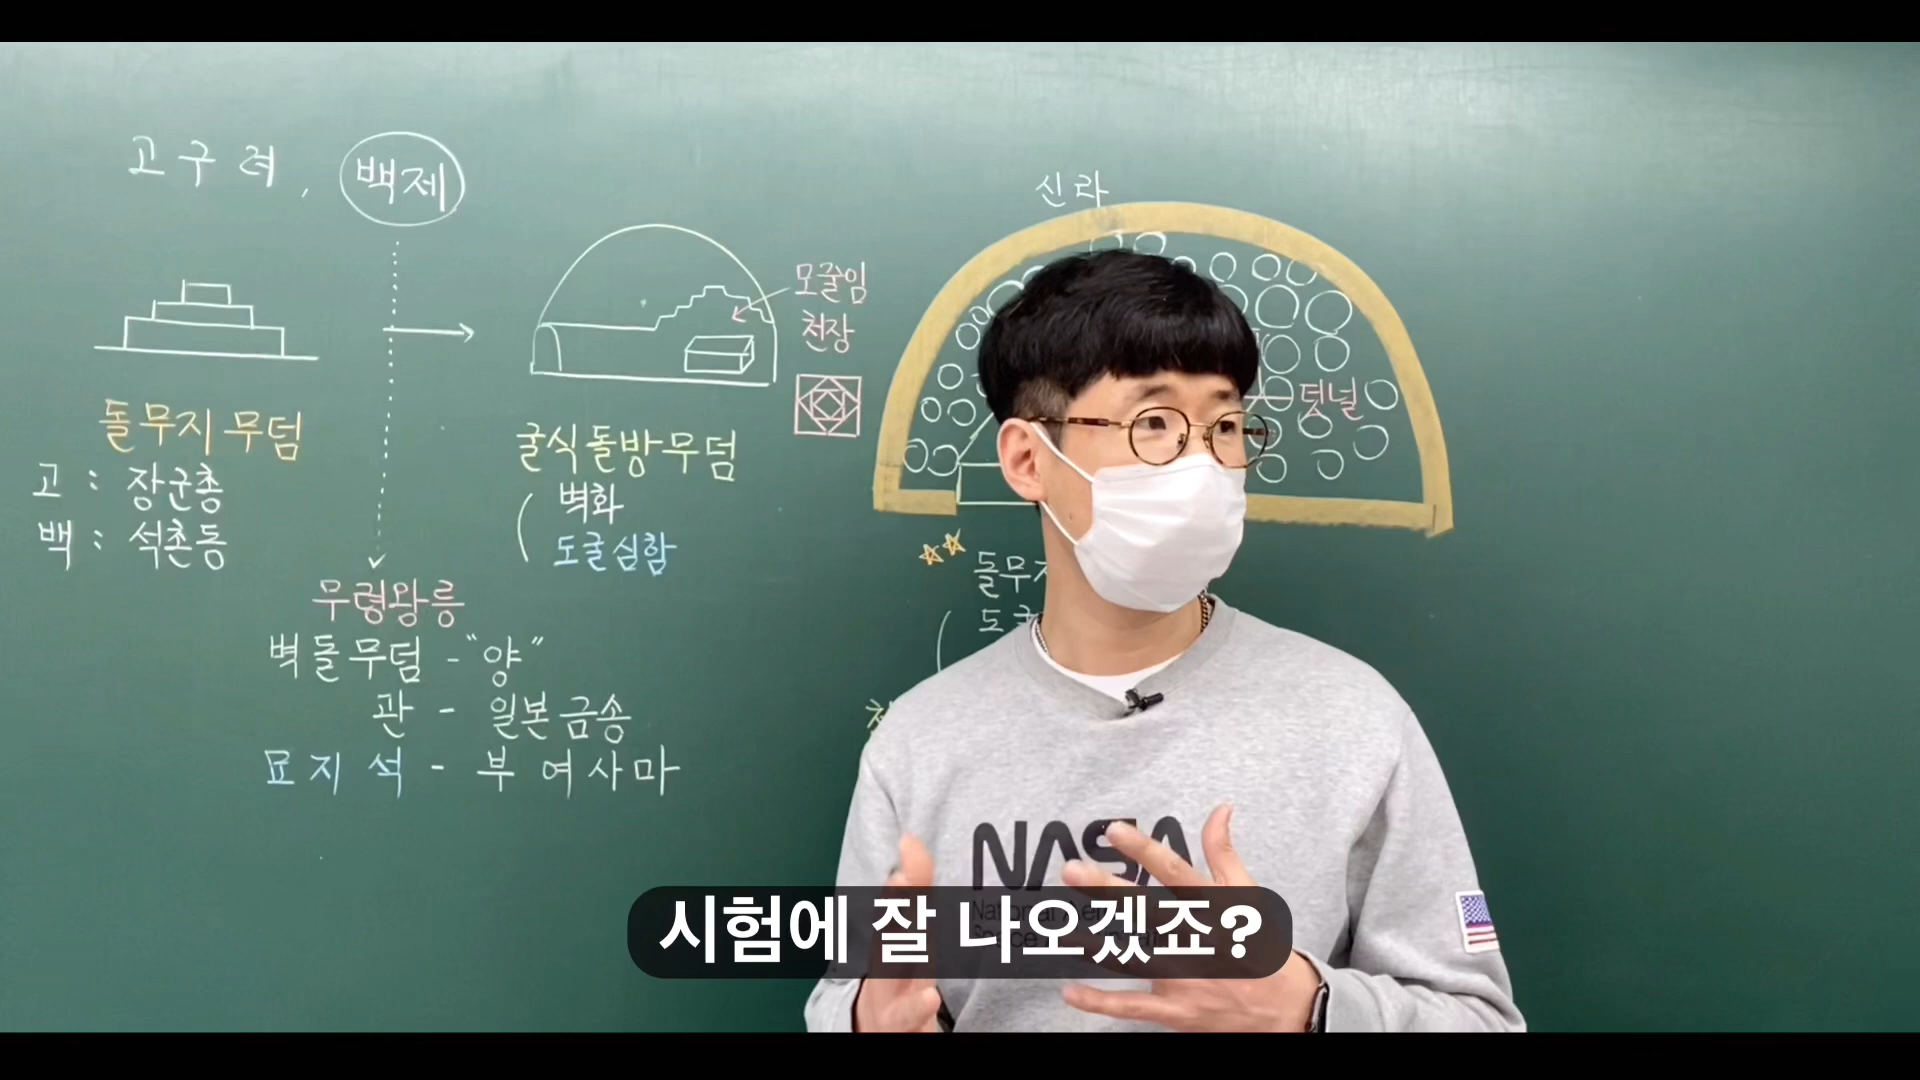 고구려, 백제
신라
모줄임
천장
텅널
돌무지무덤
고 : 장군총
백 : 석촌동
굴식돌방무덤
벽화
도굴심함
무령왕릉
벽돌무덤 - "양"
관 - 일본금송
묘지석 - 부여사마
돌무
NASA
시험에 잘 나오겠죠?